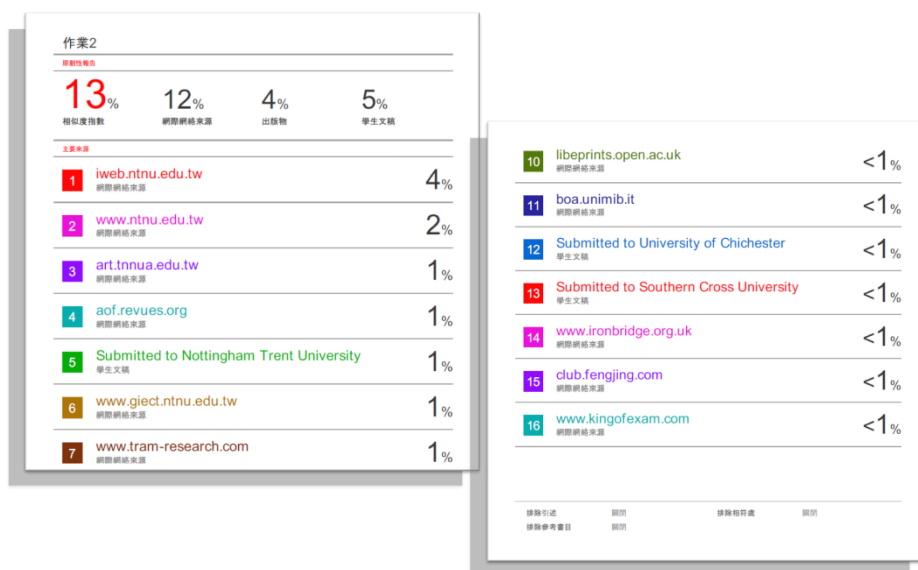 作業2
原創性報告
13% 12% 4% 5%
相似度指數 網際網絡來源 出版物 學生文稿
主要來源
1 iweb.ntnu.edu.tw 4%
網際網絡來源
2 www.ntnu.edu.tw 2%
網際網絡來源
3 art.tnnua.edu.tw 1%
網際網絡來源
4 aof.revues.org 1%
網際網絡來源
5 Submitted to Nottingham Trent University 1%
學生文稿
6 www.giect.ntnu.edu.tw 1%
網際網絡來源
7 www.tram-research.com 1%
網際網絡來源
10 libeprints.open.ac.uk <1%
網際網絡來源
11 boa.unimib.it <1%
網際網絡來源
12 Submitted to University of Chichester <1%
學生文稿
13 Submitted to Southern Cross University <1%
學生文稿
14 www.ironbridge.org.uk <1%
網際網絡來源
15 club.fengjing.com <1%
網際網絡來源
16 www.kingofexam.com <1%
網際網絡來源
排除引述 關閉 排除相符處 關閉
排除參考書目 關閉